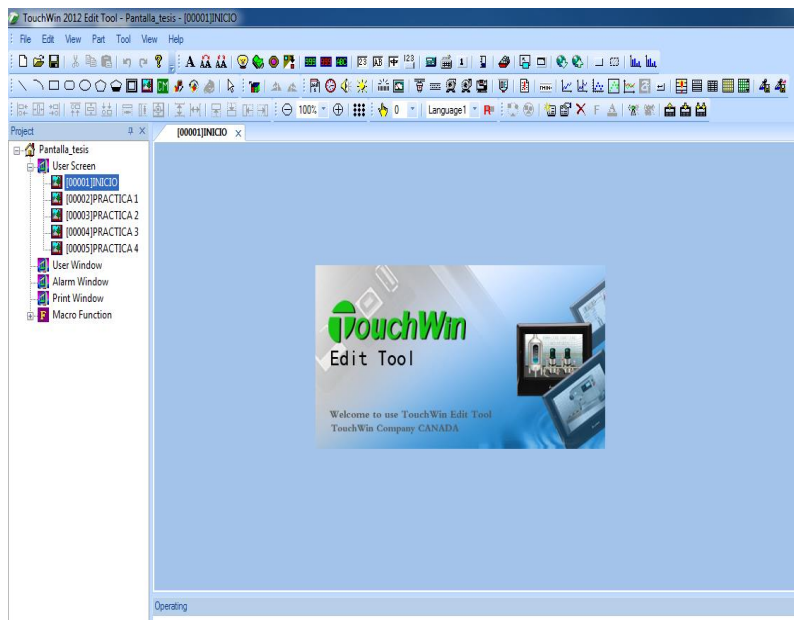 TouchWin 2012 Edit Tool - Pantalla_tesis - [00001]INICIO
File Edit View Part Tool View Help
100% 0 Language1
Project
[00001]INICIO
Pantalla_tesis
User Screen
[00001]INICIO
[00002]PRACTICA 1
[00003]PRACTICA 2
[00004]PRACTICA 3
[00005]PRACTICA 4
User Window
Alarm Window
Print Window
F Macro Function
TouchWin
Edit Tool
Welcome to use TouchWin Edit Tool
TouchWin Company CANADA
Operating